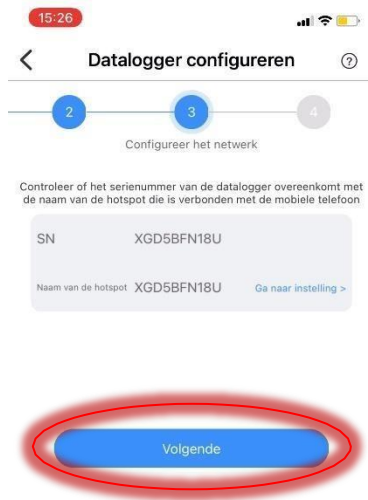 15:26
Datalogger configureren
2 3 4
Configureer het netwerk
Controleer of het serienummer van de datalogger overeenkomt met
de naam van de hotspot die is verbonden met de mobiele telefoon
SN XGD5BFN18U
Naam van de hotspot XGD5BFN18U Ga naar instelling >
Volgende